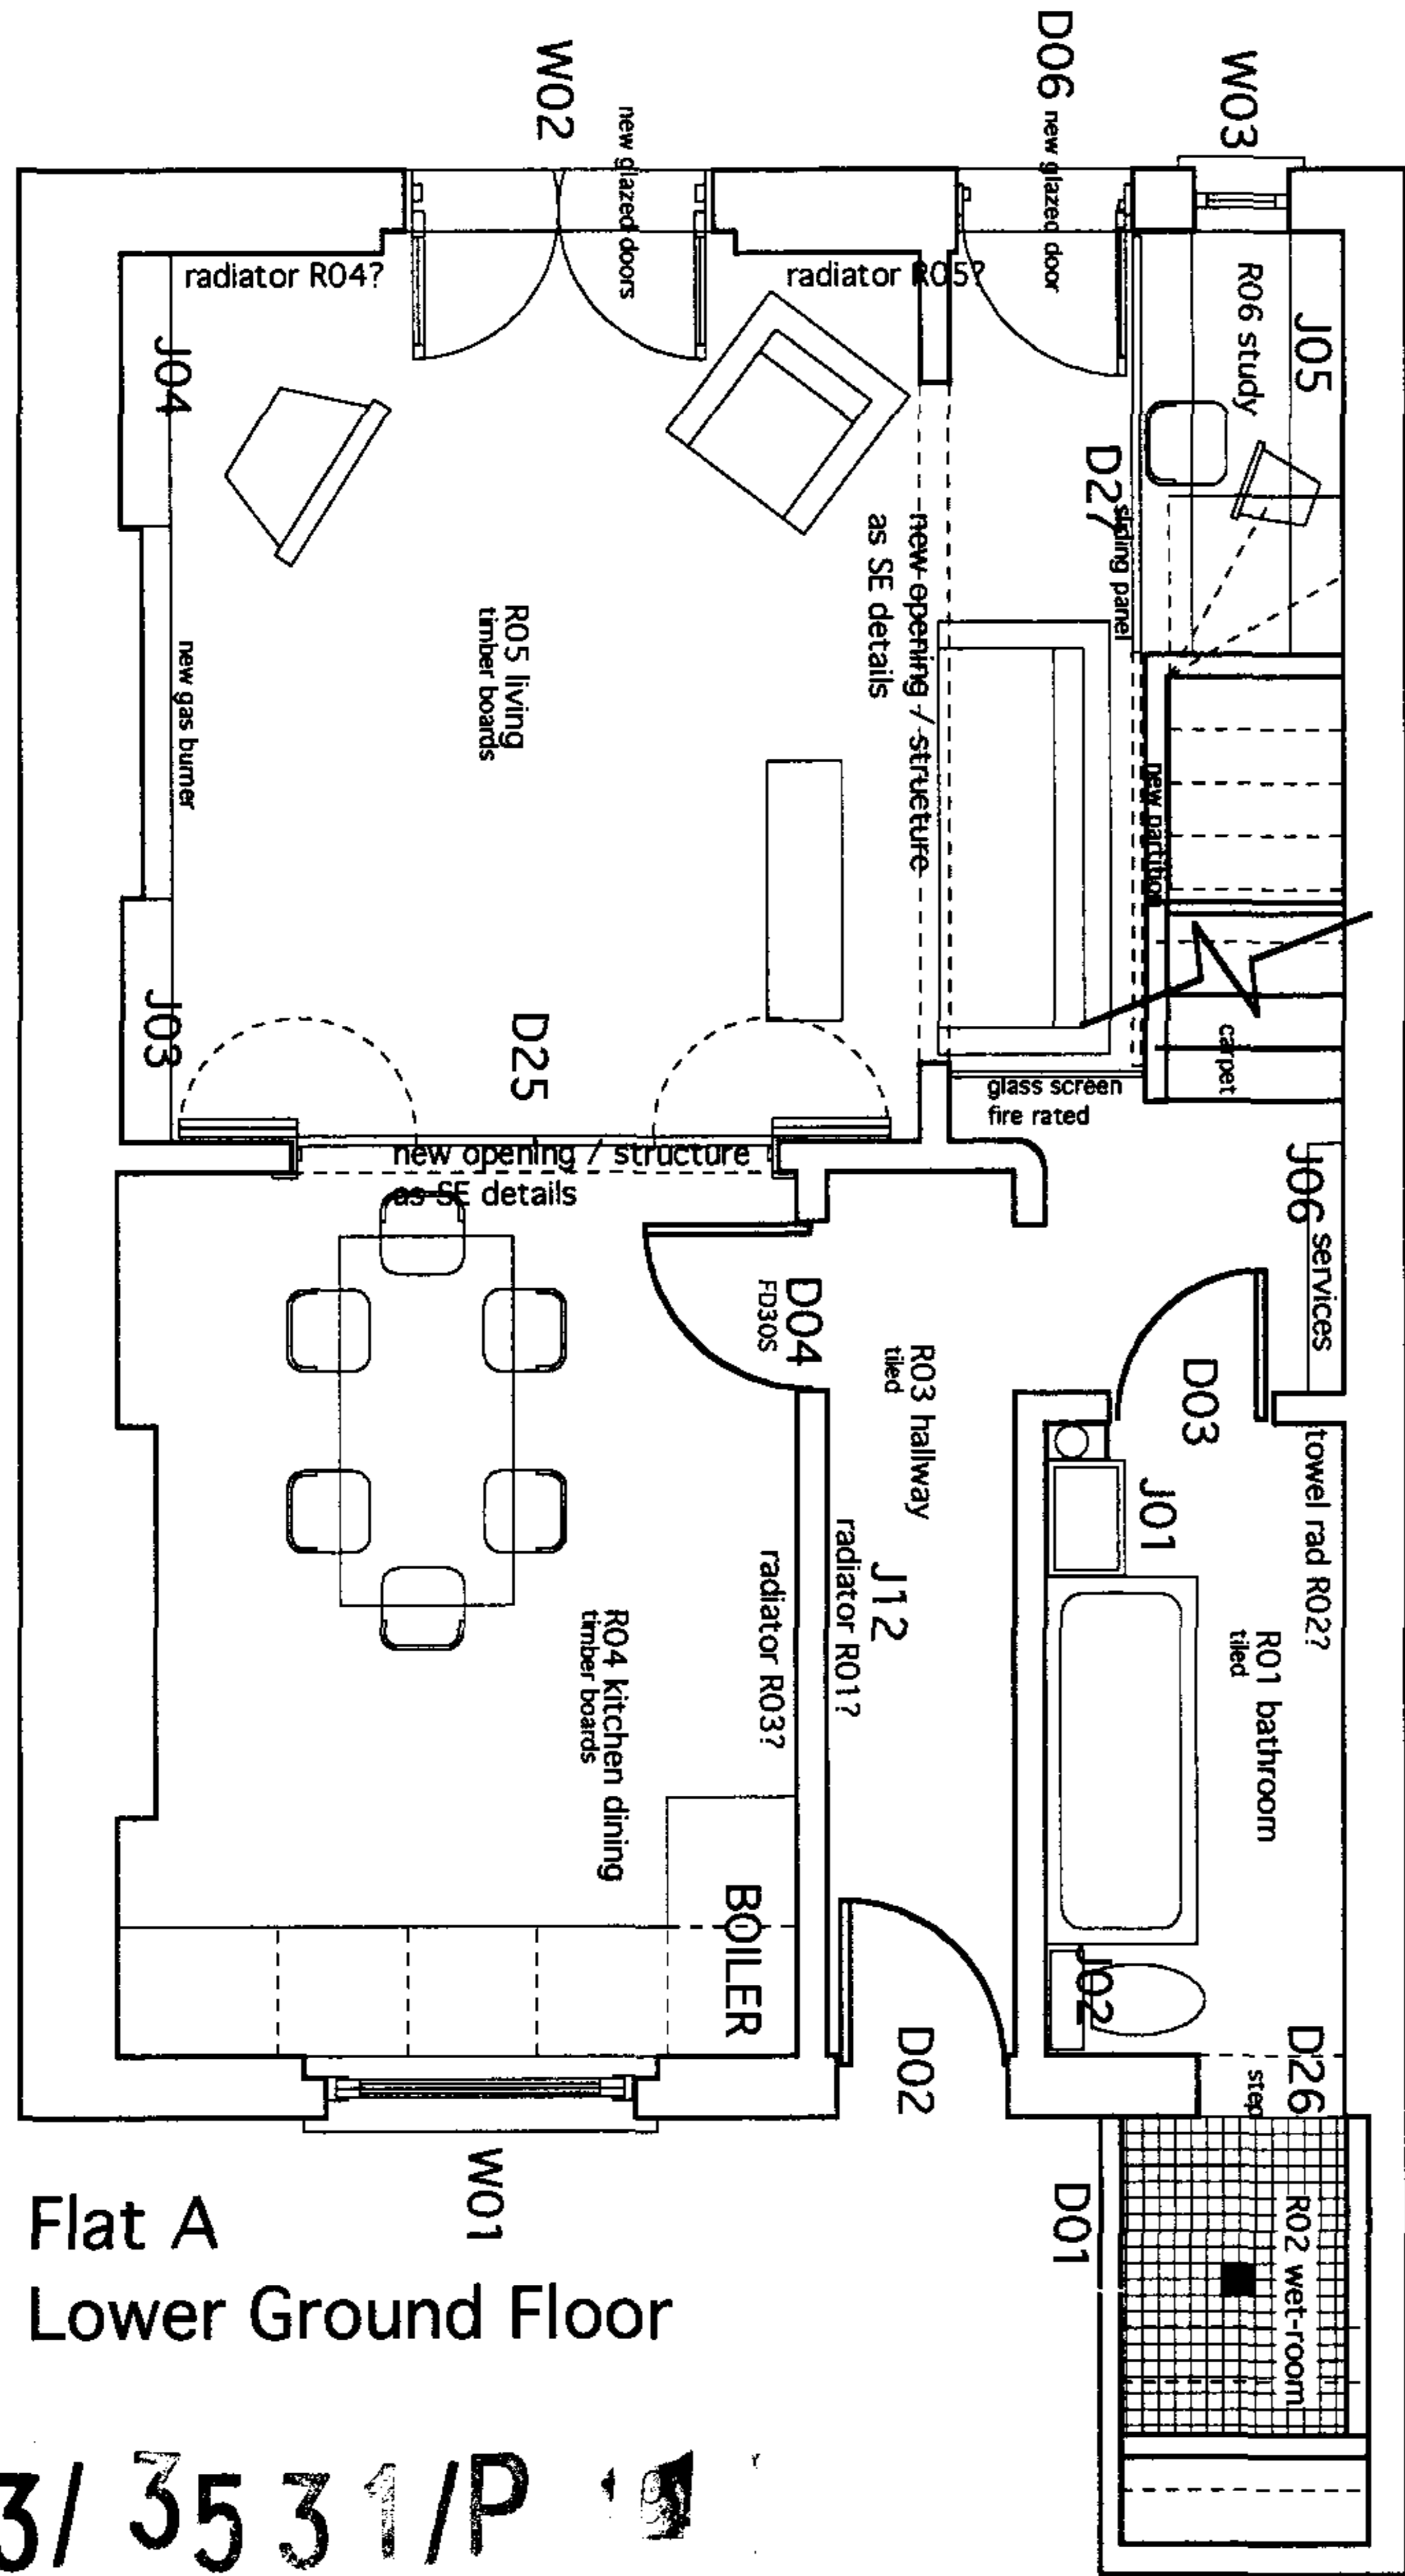 W02
new glazed doors
D06 new glazed door
W03
radiator R04?
radiator R05?
R06 study
J05
J04
D27
sliding panel
new opening / structure
as SE details
R05 living
timber boards
new gas burner
new partition
carpet
J03
D25
glass screen
fire rated
new opening / structure
as SE details
J06 services
D04
FD30S
R03 hallway
tiled
D03
J01
towel rad R02?
J12
radiator R01?
radiator R03?
R01 bathroom
tiled
R04 kitchen dining
timber boards
BOILER
J02
D02
D26
step
W01
D01
R02 wet-room
Flat A
Lower Ground Floor
3/ 3531/P